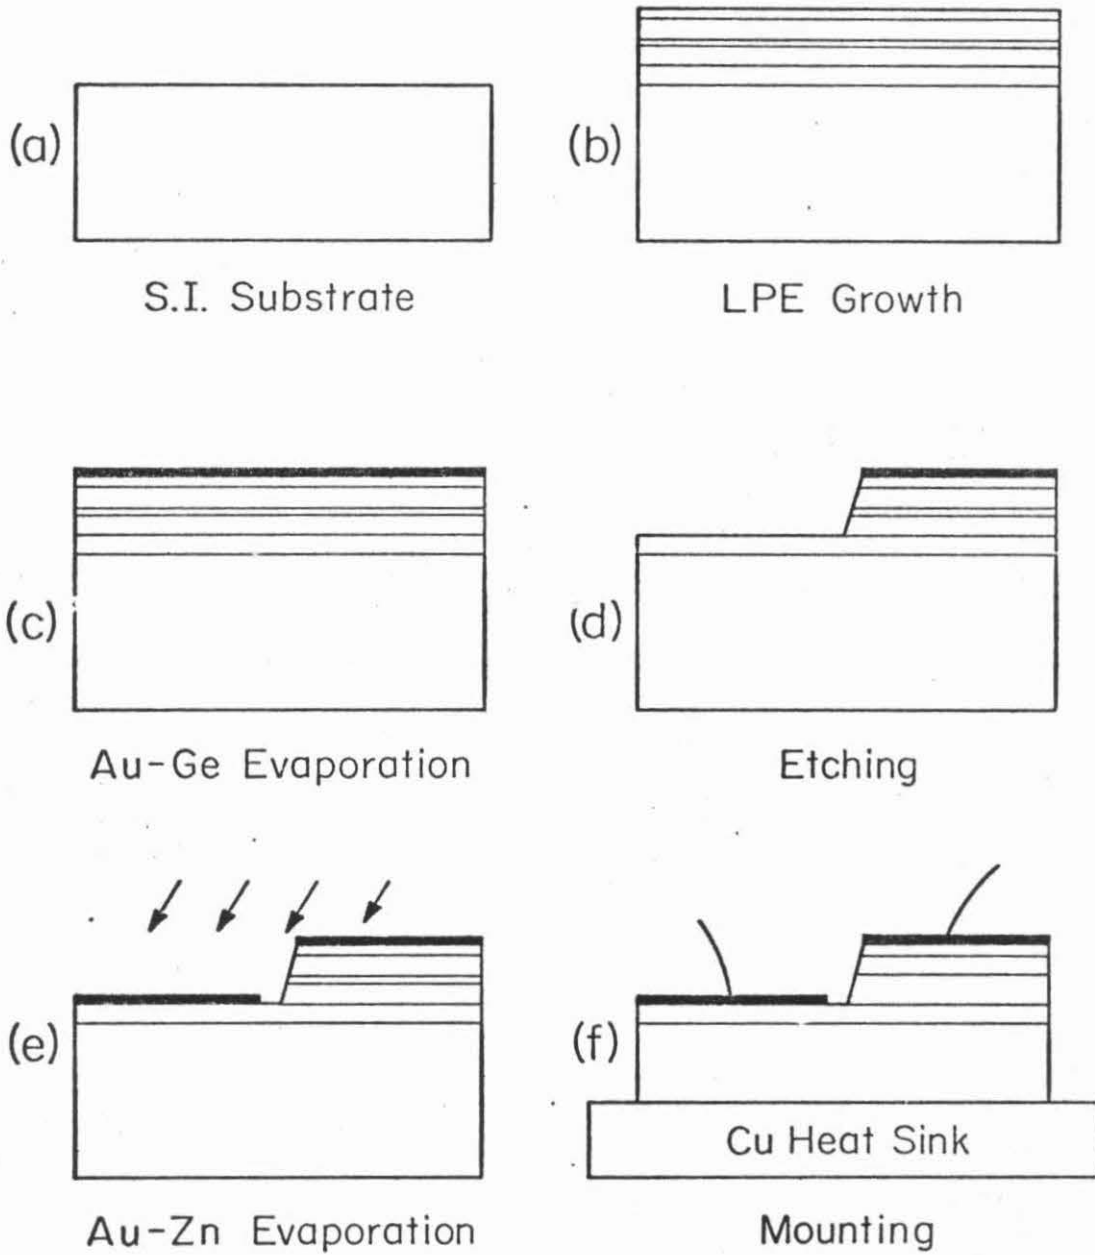 (a)
S.I. Substrate
(b)
LPE Growth
(c)
Au-Ge Evaporation
(d)
Etching
(e)
Au-Zn Evaporation
(f)
Cu Heat Sink
Mounting